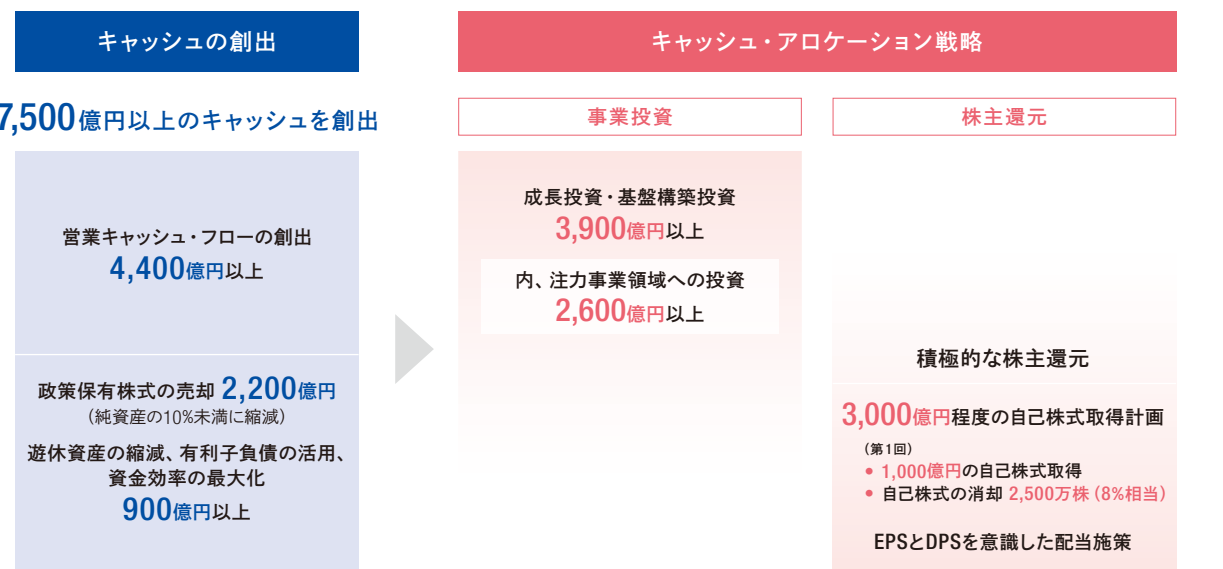 キャッシュの創出
7,500億円以上のキャッシュを創出
営業キャッシュ・フローの創出
4,400億円以上
政策保有株式の売却 2,200億円
（純資産の10%未満に縮減）
遊休資産の縮減、有利子負債の活用、
資金効率の最大化
900億円以上
キャッシュ・アロケーション戦略
事業投資
成長投資・基盤構築投資
3,900億円以上
内、注力事業領域への投資
2,600億円以上
株主還元
積極的な株主還元
3,000億円程度の自己株式取得計画
（第1回）
• 1,000億円の自己株式取得
• 自己株式の消却 2,500万株（8%相当）
EPSとDPSを意識した配当施策